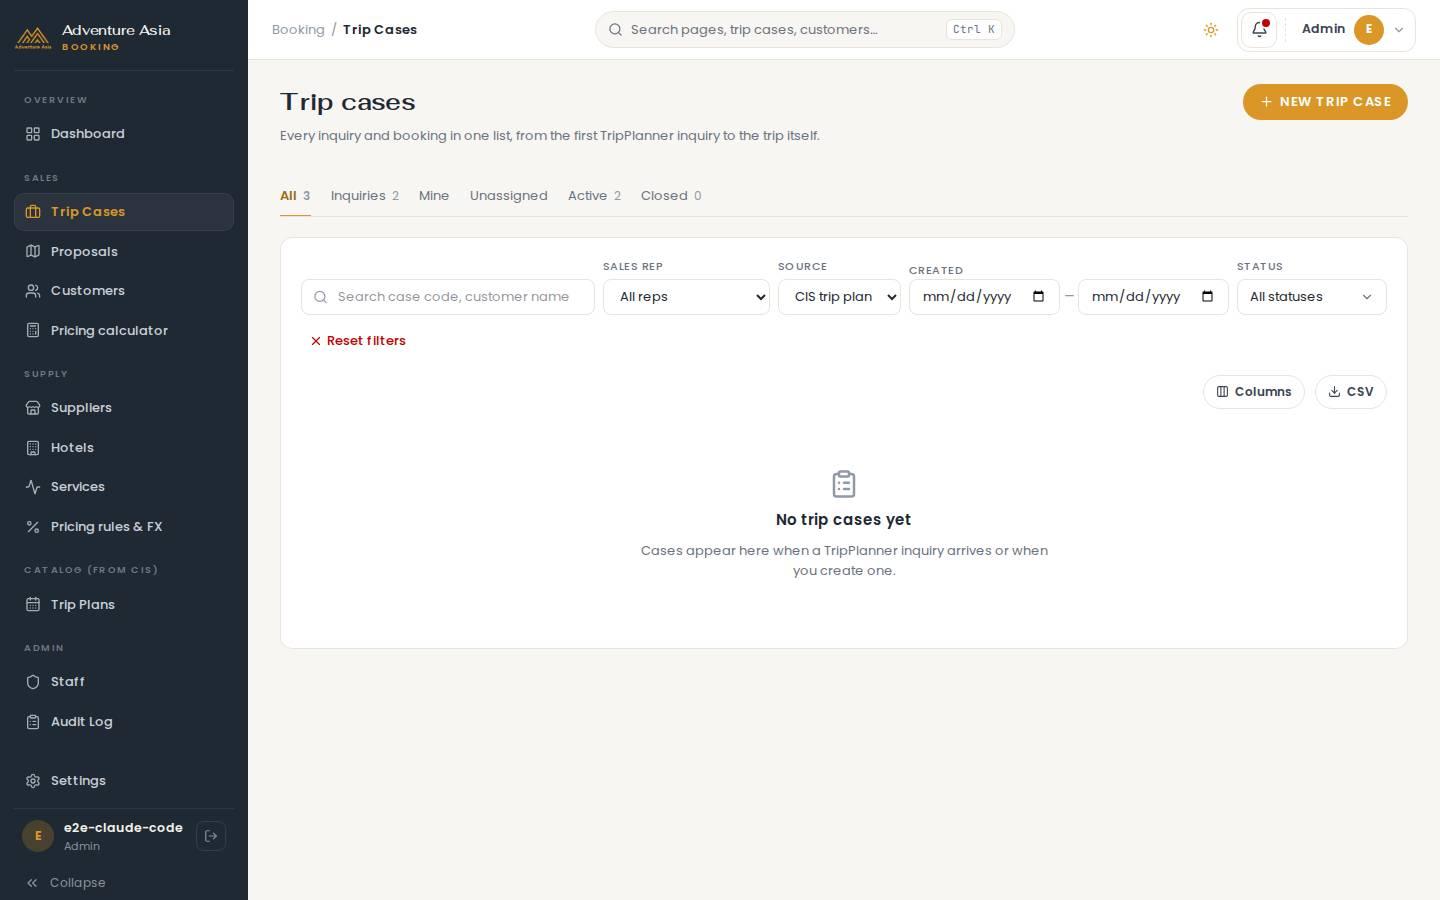 Adventure Asia
Adventure Asia
BOOKING
OVERVIEW
Dashboard
SALES
Trip Cases
Proposals
Customers
Pricing calculator
SUPPLY
Suppliers
Hotels
Services
Pricing rules & FX
CATALOG (FROM CIS)
Trip Plans
ADMIN
Staff
Audit Log
Settings
E
e2e-claude-code
Admin
Collapse
Booking / Trip Cases
Search pages, trip cases, customers...
Ctrl K
Admin
E
Trip cases
+ NEW TRIP CASE
Every inquiry and booking in one list, from the first TripPlanner inquiry to the trip itself.
All 3 Inquiries 2 Mine Unassigned Active 2 Closed 0
SALES REP SOURCE CREATED STATUS
Search case code, customer name All reps CIS trip plan mm/dd/yyyy – mm/dd/yyyy All statuses
Reset filters
Columns CSV
No trip cases yet
Cases appear here when a TripPlanner inquiry arrives or when
you create one.